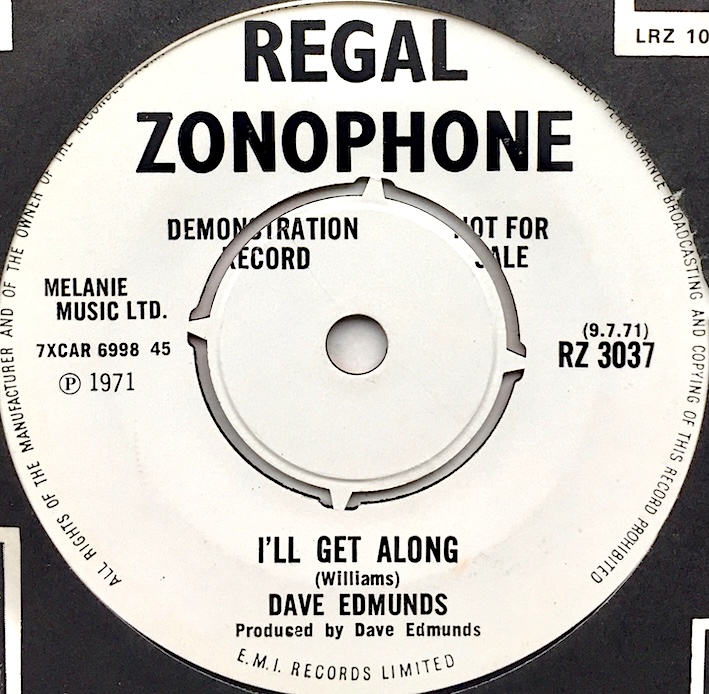 REGAL
ZONOPHONE
DEMONSTRATION RECORD
NOT FOR SALE
MELANIE
MUSIC LTD.
7XCAR 6998 45
Ⓟ 1971
(9.7.71)
RZ 3037
I'LL GET ALONG
(Williams)
DAVE EDMUNDS
Produced by Dave Edmunds
E.M.I. RECORDS LIMITED
ALL RIGHTS OF THE MANUFACTURER AND OF THE OWNER OF THE RECORDED
PUBLIC PERFORMANCE BROADCASTING AND COPYING OF THIS RECORD PROHIBITED
LRZ 10